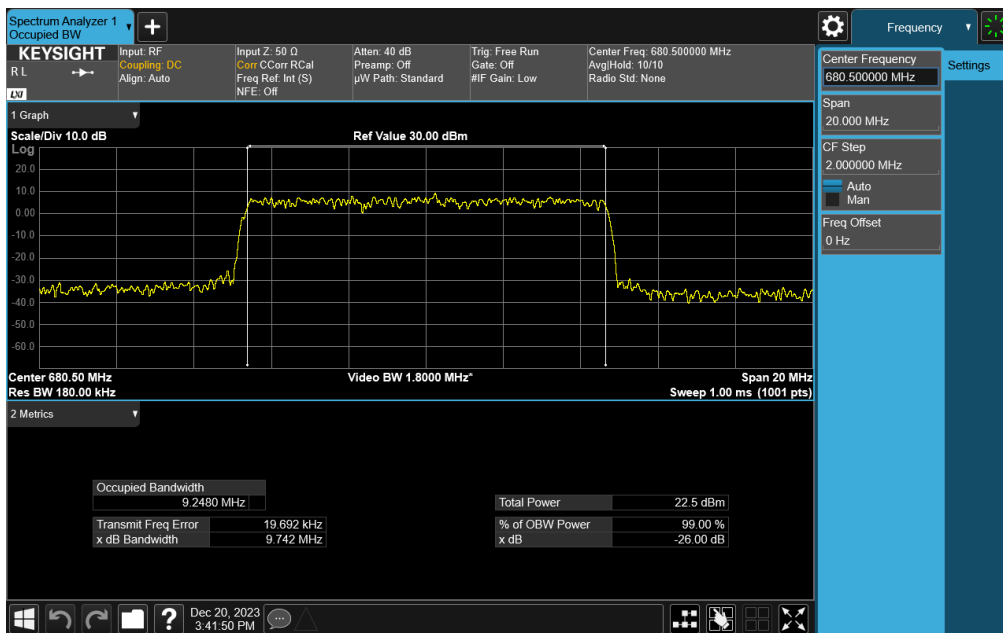 Spectrum Analyzer 1
Occupied BW
Frequency
KEYSIGHT
R L
LXI
Input: RF
Coupling: DC
Align: Auto
Input Z: 50 Ω
Corr CCorr RCal
Freq Ref: Int (S)
NFE: Off
Atten: 40 dB
Preamp: Off
µW Path: Standard
Trig: Free Run
Gate: Off
#IF Gain: Low
Center Freq: 680.500000 MHz
Avg|Hold: 10/10
Radio Std: None
Center Frequency
680.500000 MHz
Settings
Span
20.000 MHz
CF Step
2.000000 MHz
Auto
Man
Freq Offset
0 Hz
1 Graph
Scale/Div 10.0 dB
Ref Value 30.00 dBm
Log
20.0
10.0
0.00
-10.0
-20.0
-30.0
-40.0
-50.0
-60.0
Center 680.50 MHz
Video BW 1.8000 MHz*
Span 20 MHz
Res BW 180.00 kHz
Sweep 1.00 ms (1001 pts)
2 Metrics
Occupied Bandwidth
9.2480 MHz
Total Power 22.5 dBm
Transmit Freq Error 19.692 kHz
% of OBW Power 99.00 %
x dB Bandwidth 9.742 MHz
x dB -26.00 dB
Dec 20, 2023
3:41:50 PM